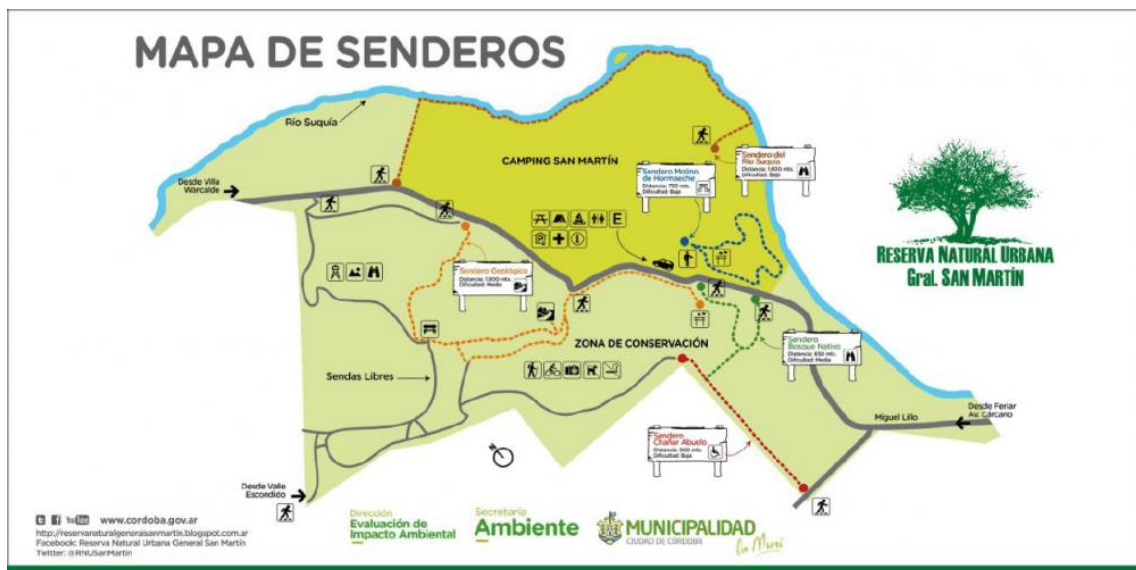 MAPA DE SENDEROS
Río Suquía
Desde Villa
Warcalde
CAMPING SAN MARTÍN
Sendero del
Río Suquía
Distancia: 1.600 mts.
Dificultad: Baja
Sendero Molino
de Hormaeche
Distancia: 750 mts.
Dificultad: Baja
E
Sendero Geológico
Distancia: 1.800 mts.
Dificultad: Media
RESERVA NATURAL URBANA
Gral. SAN MARTÍN
ZONA DE CONSERVACIÓN
Sendero
Bosque Nativo
Distancia: 650 mts.
Dificultad: Media
Sendas Libres
Miguel Lillo
Desde Feriar
Av. Cárcano
Sendero
Chañar Abuelo
Dificultad: Baja
Desde Valle
Escondido
YouTube www.cordoba.gov.ar
http://reservanaturalgeneralsanmartin.blogspot.com.ar
Facebook: Reserva Natural Urbana General San Martín
Twitter: @RNUSanMartin
Dirección
Evaluación de
Impacto Ambiental
Secretaría
Ambiente
MUNICIPALIDAD
CIUDAD DE CÓRDOBA
la Muni